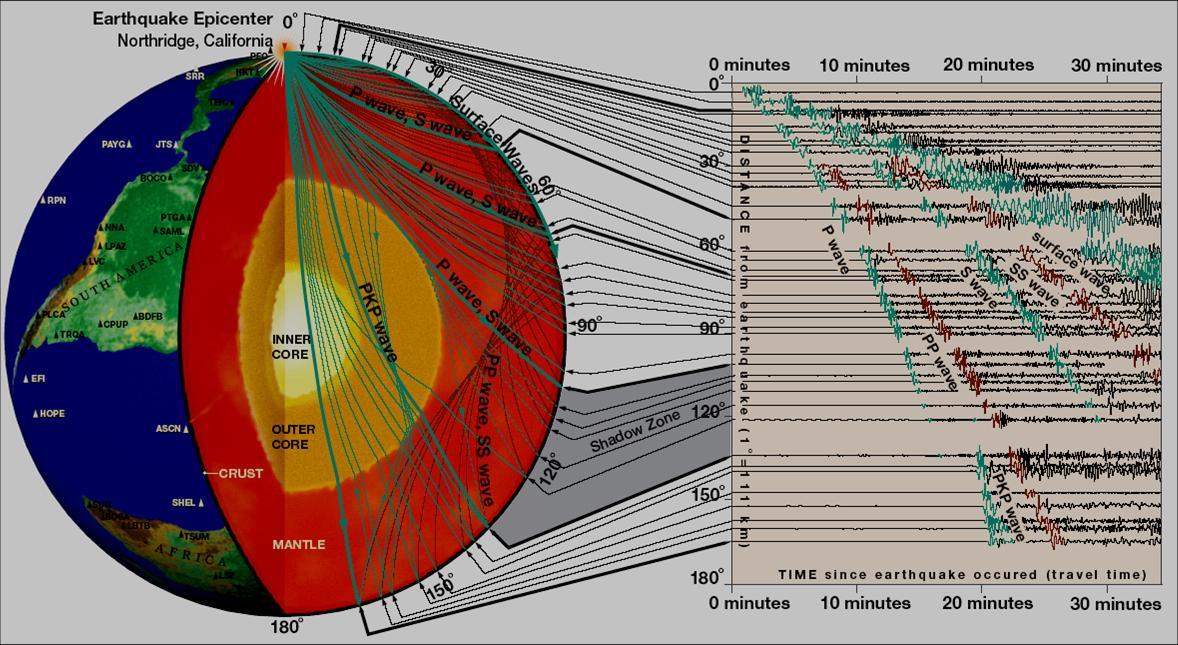 Earthquake Epicenter
Northridge, California
0°
PFO
SRR
HKT
TEIG
PAYG
JTS
SDV
BOCO
RPN
PTGA
NNA
SAML
LPAZ
LVC
SOUTH AMERICA
PLCA
TRQA
CPUP
BDFB
EFI
HOPE
ASCN
CRUST
SHEL
LBTB
TSUM
AFRICA
INNER
CORE
OUTER
CORE
MANTLE
P wave, S wave
P wave, S wave
P wave, S wave
PKP wave
PP wave, SS wave
Surface Waves
30°
60°
90°
120°
150°
180°
Shadow Zone
0 minutes 10 minutes 20 minutes 30 minutes
0°
30°
60°
90°
120°
150°
180°
DISTANCE from earthquake (1°=111 km)
P wave
PP wave
S wave
SS wave
surface wave
PKP wave
TIME since earthquake occured (travel time)
0 minutes 10 minutes 20 minutes 30 minutes